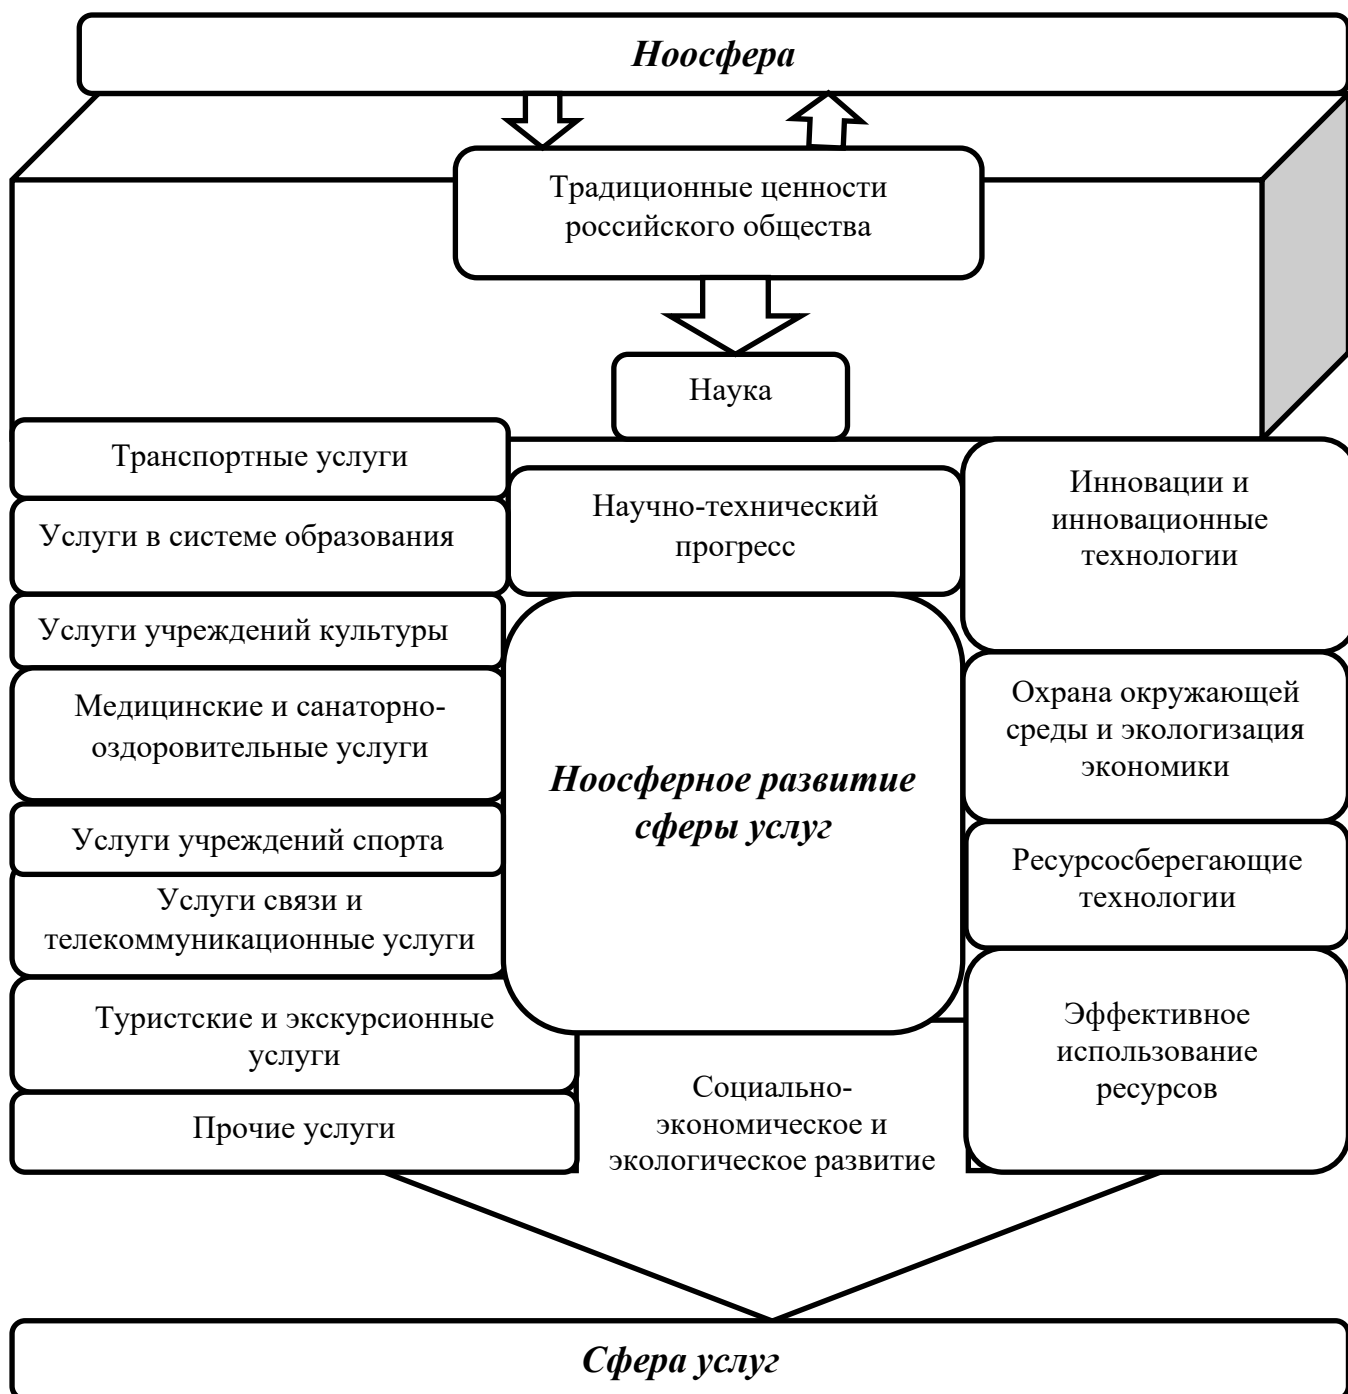 Ноосфера
Традиционные ценности
российского общества
Наука
Транспортные услуги
Услуги в системе образования
Услуги учреждений культуры
Медицинские и санаторно-
оздоровительные услуги
Услуги учреждений спорта
Услуги связи и
телекоммуникационные услуги
Туристские и экскурсионные
услуги
Прочие услуги
Научно-технический
прогресс
Ноосферное развитие
сферы услуг
Социально-
экономическое и
экологическое развитие
Инновации и
инновационные
технологии
Охрана окружающей
среды и экологизация
экономики
Ресурсосберегающие
технологии
Эффективное
использование
ресурсов
Сфера услуг